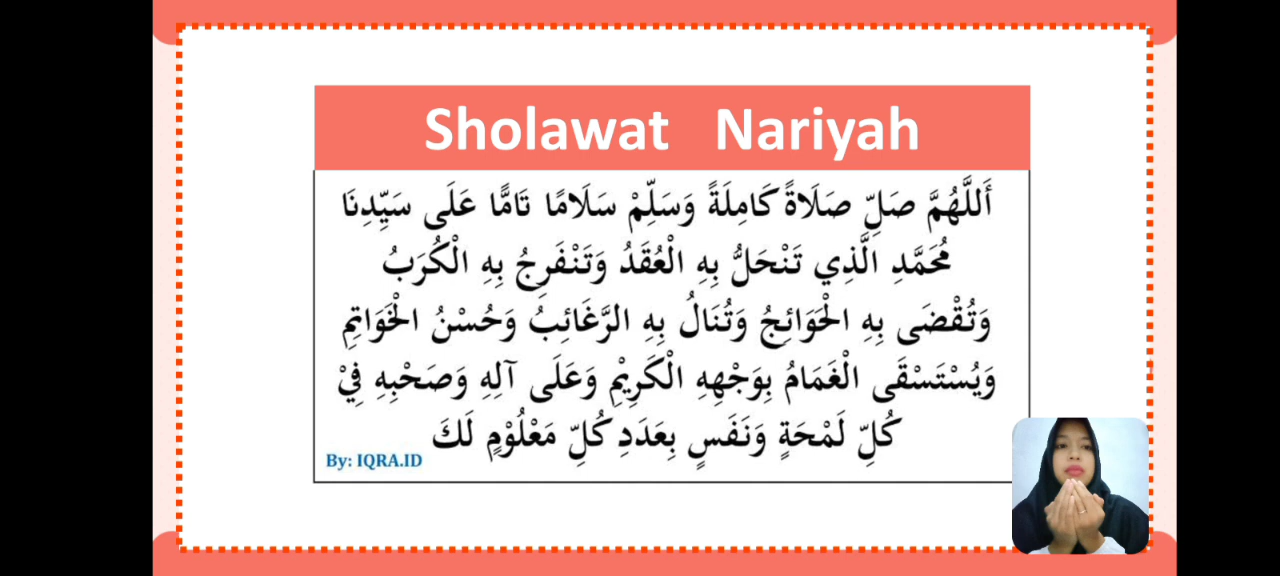 Sholawat Nariyah
أَللَّهُمَّ صَلِّ صَلَاةً كَامِلَةً وَسَلِّمْ سَلَامًا تَامًّا عَلَى سَيِّدِنَا
مُحَمَّدِ الَّذِي تَنْحَلُّ بِهِ الْعُقَدُ وَتَنْفَرِجُ بِهِ الْكُرَبُ
وَتُقْضَى بِهِ الْحَوَائِجُ وَتُنَالُ بِهِ الرَّغَائِبُ وَحُسْنُ الْخَوَاتِمِ
وَيُسْتَسْقَى الْغَمَامُ بِوَجْهِهِ الْكَرِيْمِ وَعَلَى آلِهِ وَصَحْبِهِ فِيْ
كُلِّ لَمْحَةٍ وَنَفَسٍ بِعَدَدِ كُلِّ مَعْلُوْمٍ لَكَ
By: IQRA.ID